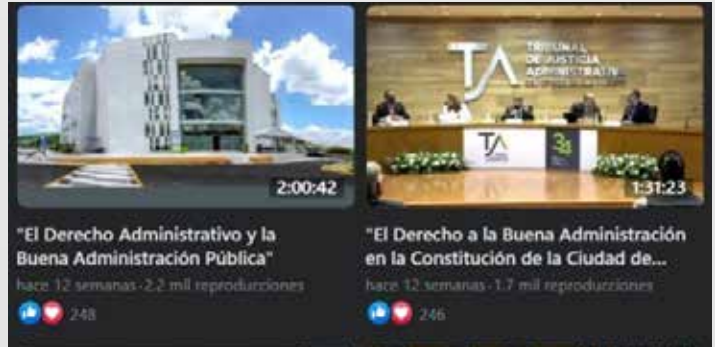 2:00:42
"El Derecho Administrativo y la
Buena Administración Pública"
hace 12 semanas · 2.2 mil reproducciones
248
TA
TRIBUNAL
DE JUSTICIA
ADMINISTRATIVA
TA
34
1:31:23
"El Derecho a la Buena Administración
en la Constitución de la Ciudad de...
hace 12 semanas · 1.7 mil reproducciones
246